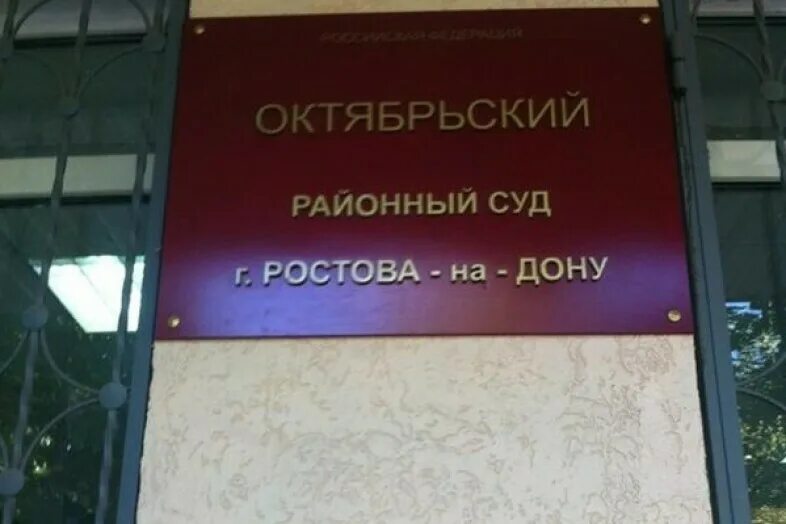 РОССИЙСКАЯ ФЕДЕРАЦИЯ
ОКТЯБРЬСКИЙ
РАЙОННЫЙ СУД
г. РОСТОВА - на - ДОНУ